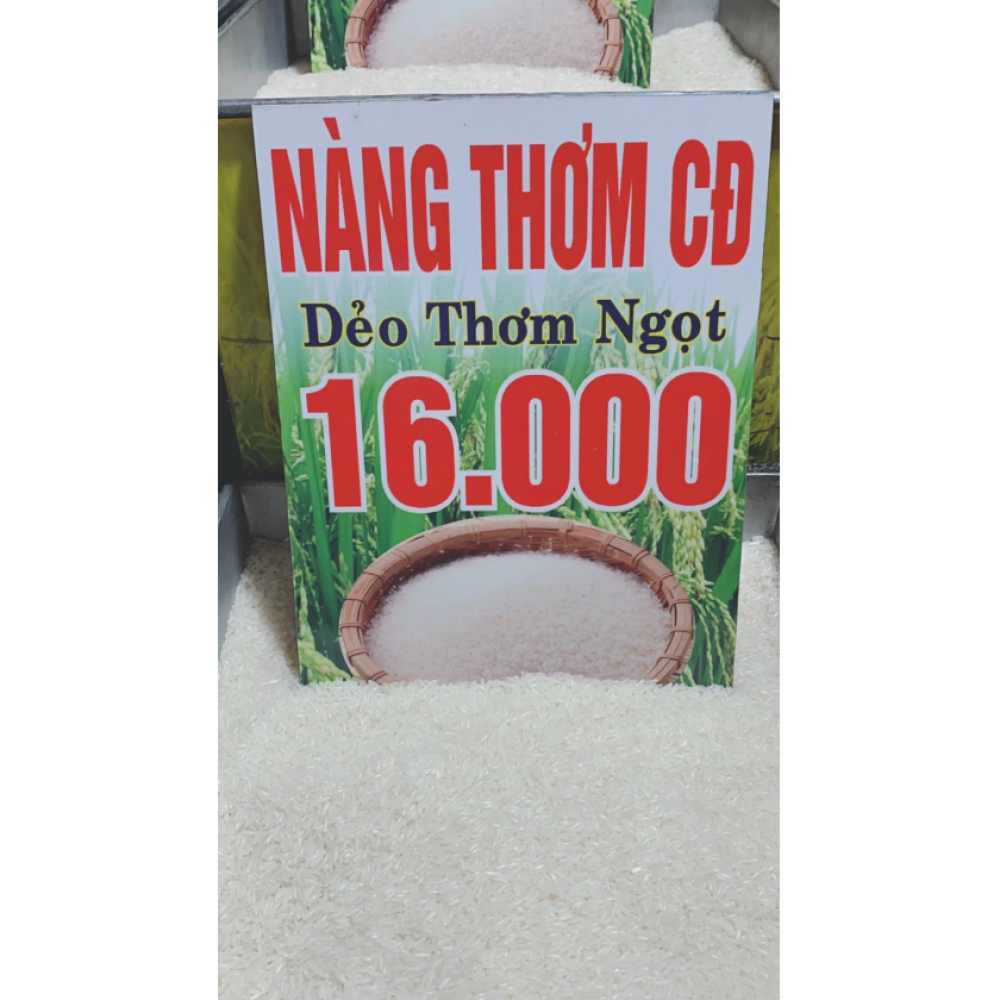 NÀNG THƠM CĐ
Dẻo Thơm Ngọt
16.000